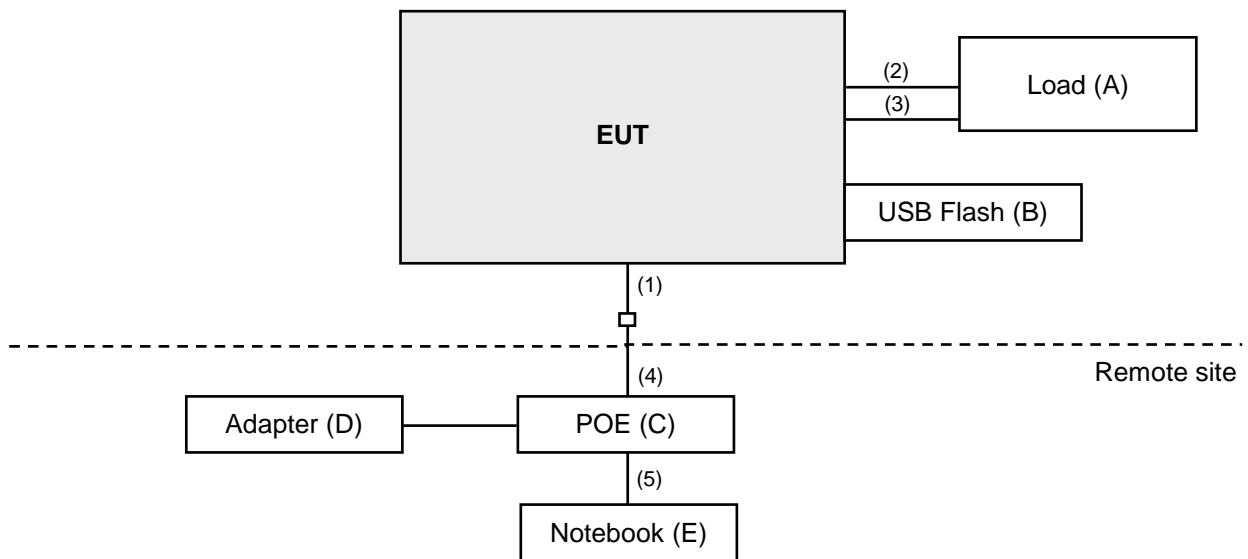 (2)
Load (A)
(3)
EUT
USB Flash (B)
(1)
Remote site
(4)
Adapter (D)
POE (C)
(5)
Notebook (E)